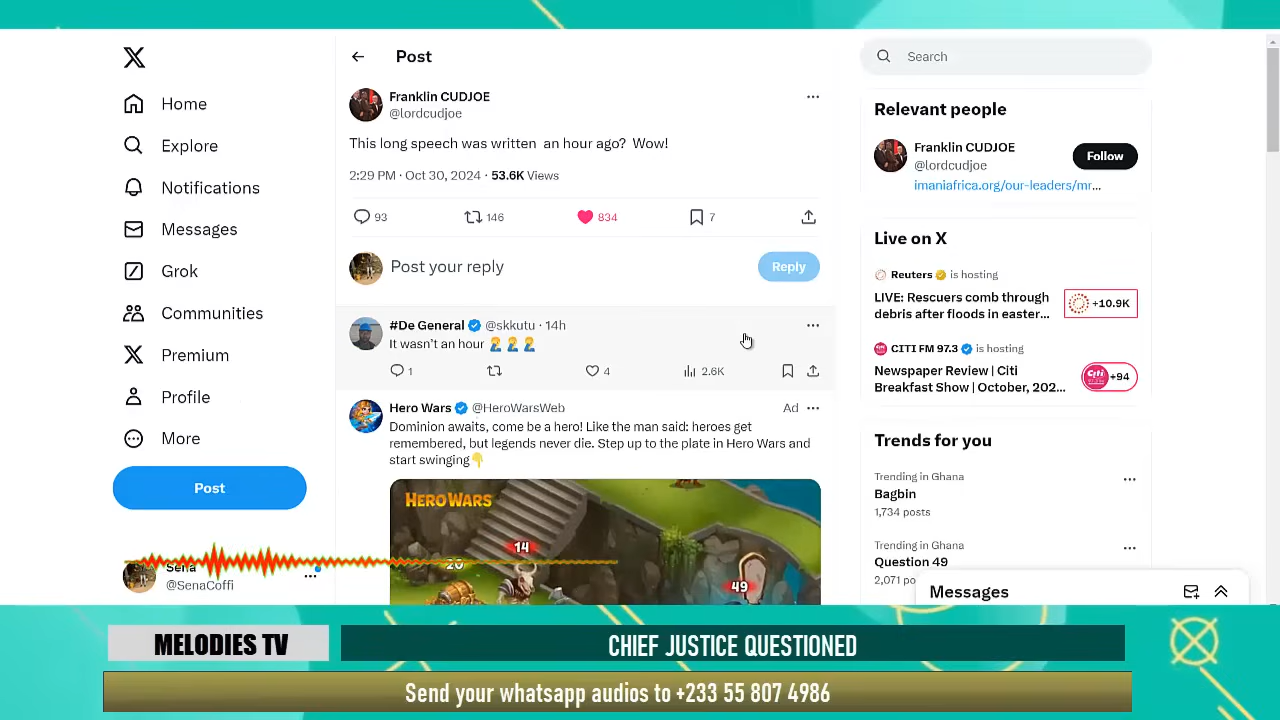 Home
Explore
Notifications
Messages
Grok
Communities
Premium
Profile
More
Post
Sena
@SenaCoffi
Post
Franklin CUDJOE
@lordcudjoe
This long speech was written an hour ago? Wow!
2:29 PM · Oct 30, 2024 · 53.6K Views
93 146 834 7
Post your reply
Reply
#De General @skkutu · 14h
It wasn't an hour 🤦‍♂️🤦‍♂️🤦‍♂️
1 4 2.6K
Hero Wars @HeroWarsWeb Ad
Dominion awaits, come be a hero! Like the man said: heroes get
remembered, but legends never die. Step up to the plate in Hero Wars and
start swinging👇
HERO WARS
14
20
49
Search
Relevant people
Franklin CUDJOE
@lordcudjoe
Follow
imaniafrica.org/our-leaders/mr...
Live on X
Reuters is hosting
LIVE: Rescuers comb through
debris after floods in easter...
+10.9K
CITI FM 97.3 is hosting
Newspaper Review | Citi
Breakfast Show | October, 202...
Citi +94
Trends for you
Trending in Ghana
Bagbin
1,734 posts
Trending in Ghana
Question 49
2,071 po
Messages
MELODIES TV
CHIEF JUSTICE QUESTIONED
Send your whatsapp audios to +233 55 807 4986